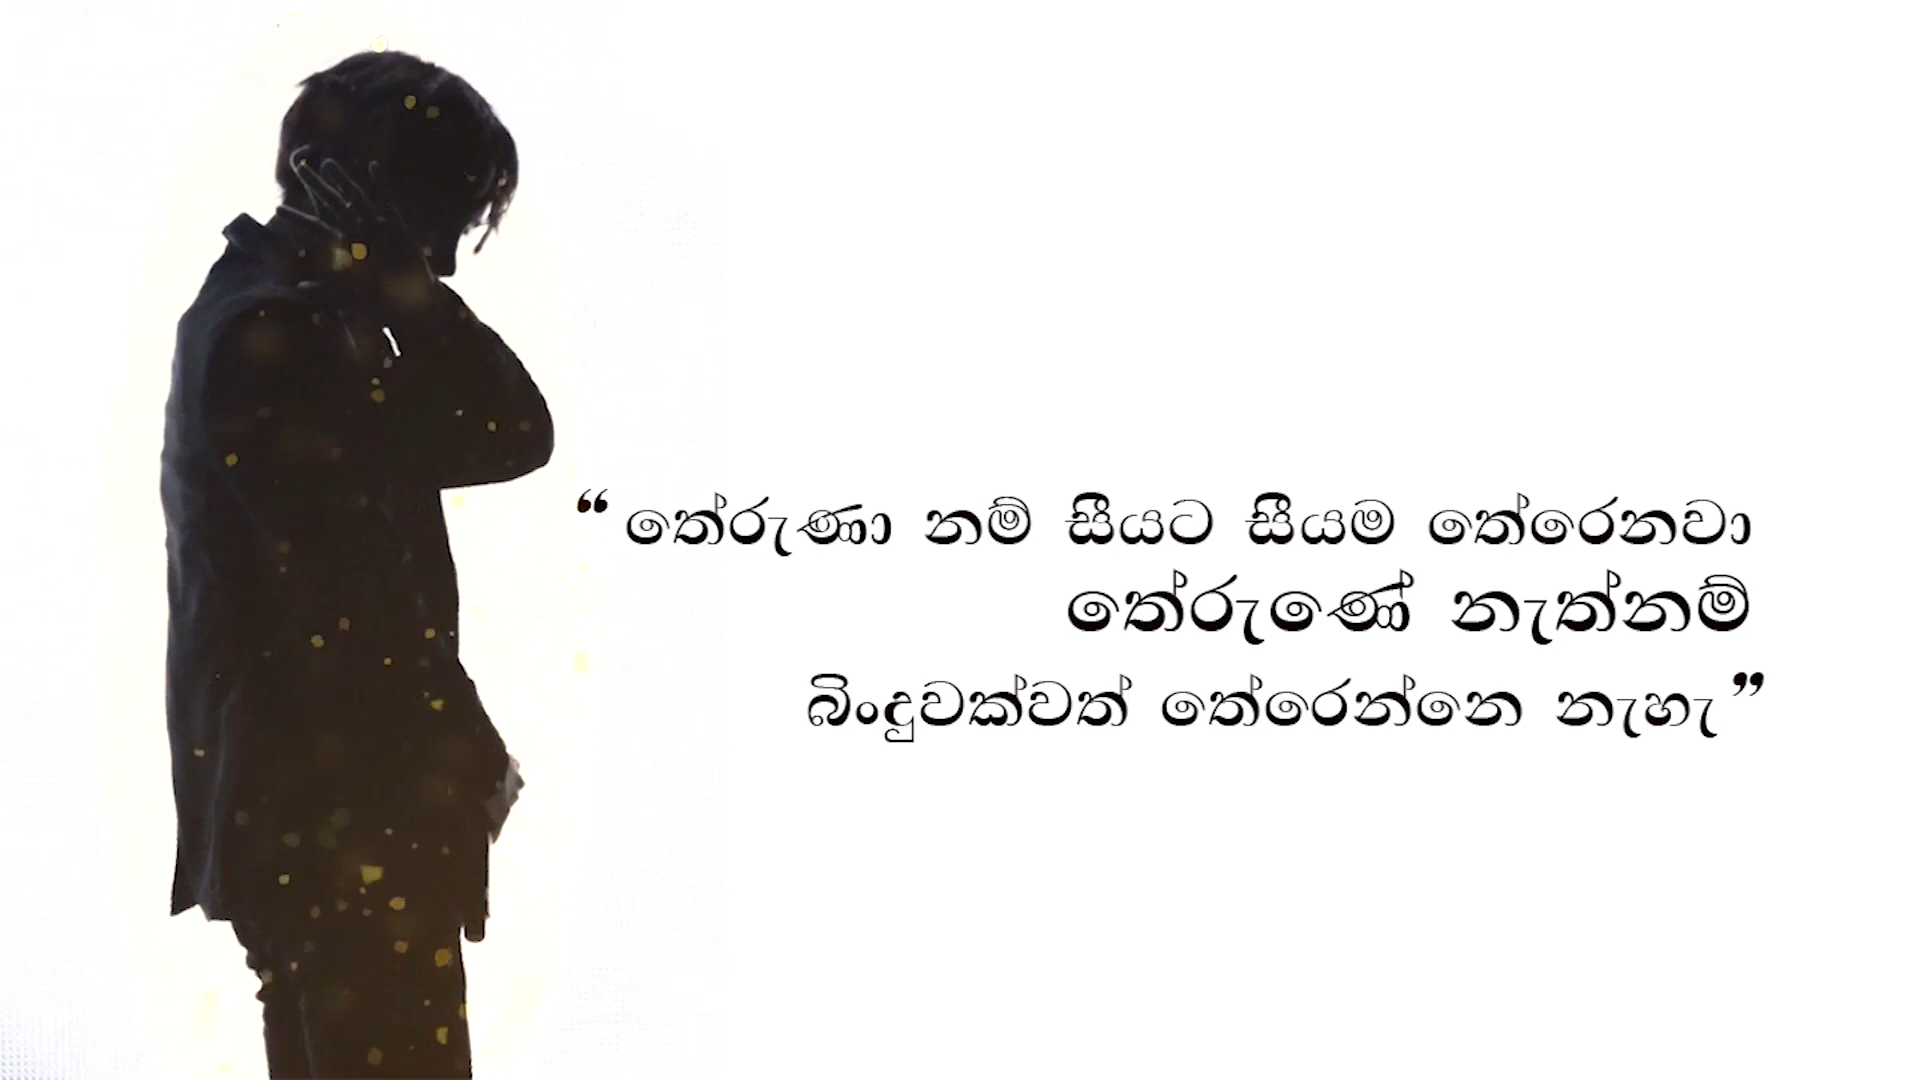 “ තේරුණා නම් සීයට සීයම තේරෙනවා
තේරුණේ නැත්නම්
බිංදුවක්වත් තේරෙන්නෙ නැහැ ”